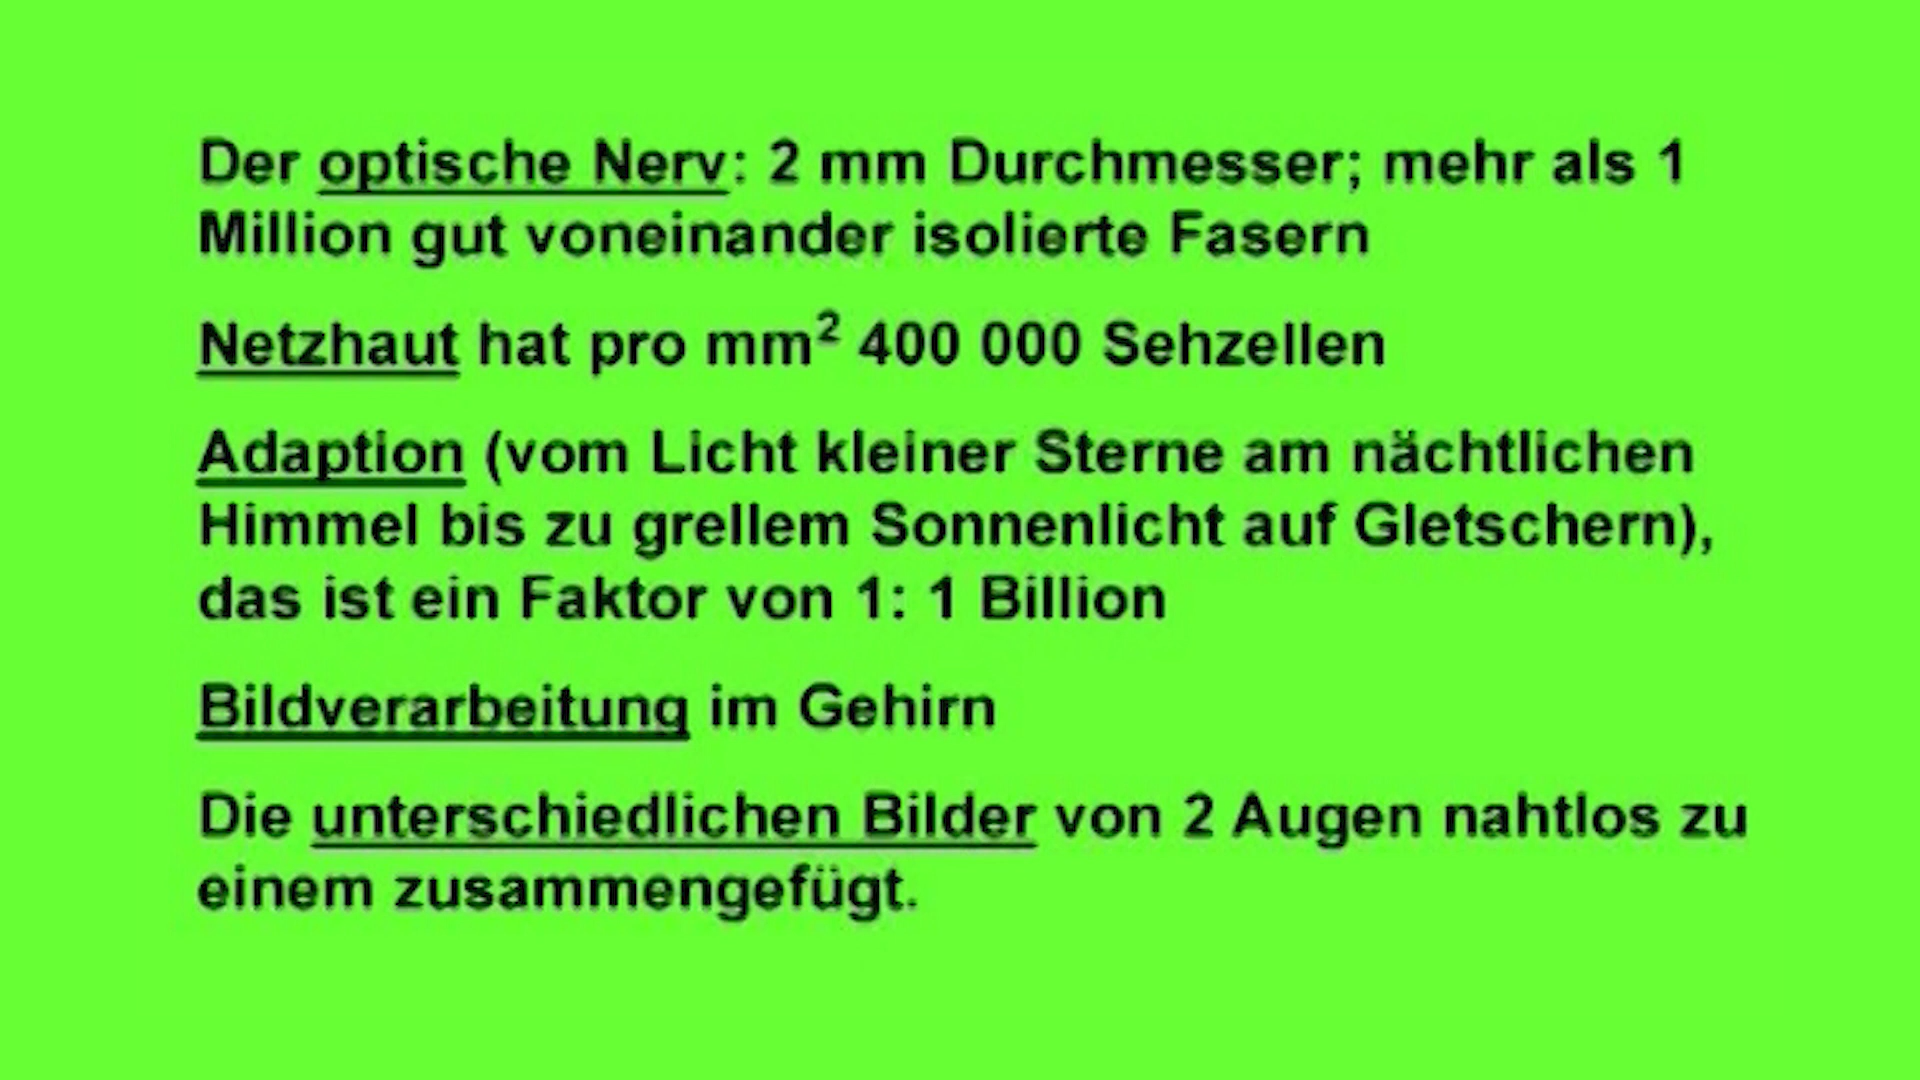 Der optische Nerv: 2 mm Durchmesser; mehr als 1
Million gut voneinander isolierte Fasern
Netzhaut hat pro mm² 400 000 Sehzellen
Adaption (vom Licht kleiner Sterne am nächtlichen
Himmel bis zu grellem Sonnenlicht auf Gletschern),
das ist ein Faktor von 1: 1 Billion
Bildverarbeitung im Gehirn
Die unterschiedlichen Bilder von 2 Augen nahtlos zu
einem zusammengefügt.